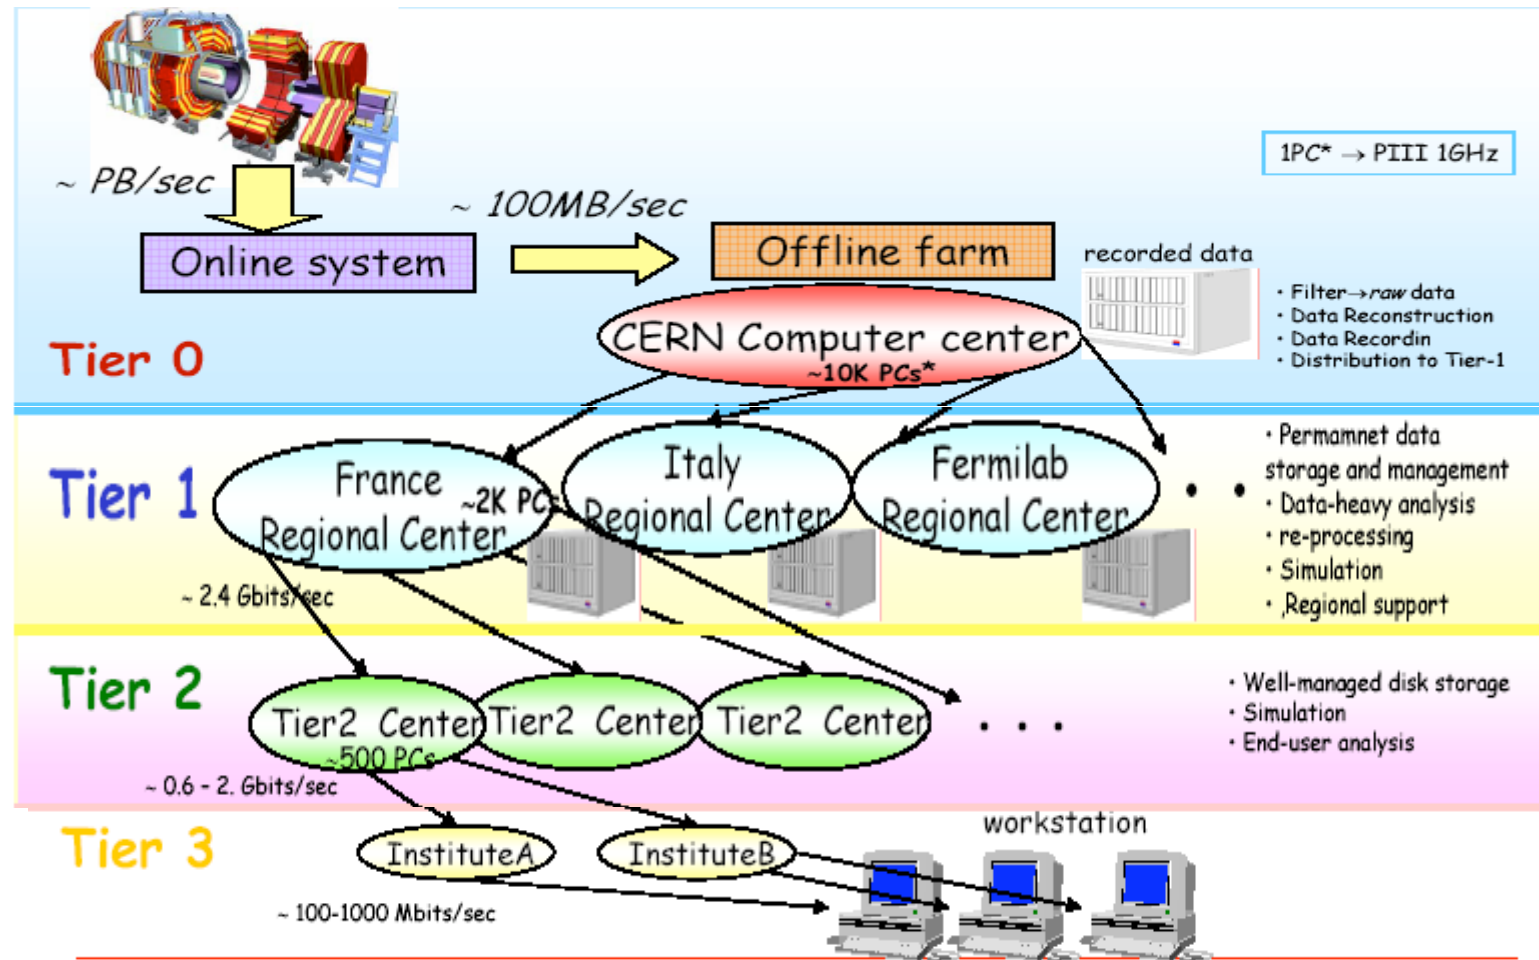 ~ PB/sec
~ 100MB/sec
1PC* → PIII 1GHz
Online system
Offline farm
recorded data
• Filter→raw data
• Data Reconstruction
• Data Recordin
• Distribution to Tier-1
Tier 0
CERN Computer center
~10K PCs*
Tier 1
France
Regional Center
~2K PCs
Italy
Regional Center
Fermilab
Regional Center
• • •
• Permamnet data
storage and management
• Data-heavy analysis
• re-processing
• Simulation
• ,Regional support
~ 2.4 Gbits/sec
Tier 2
Tier2 Center
~500 PCs
Tier2 Center
Tier2 Center
• • •
• Well-managed disk storage
• Simulation
• End-user analysis
~ 0.6 - 2. Gbits/sec
Tier 3
InstituteA
InstituteB
workstation
~ 100-1000 Mbits/sec